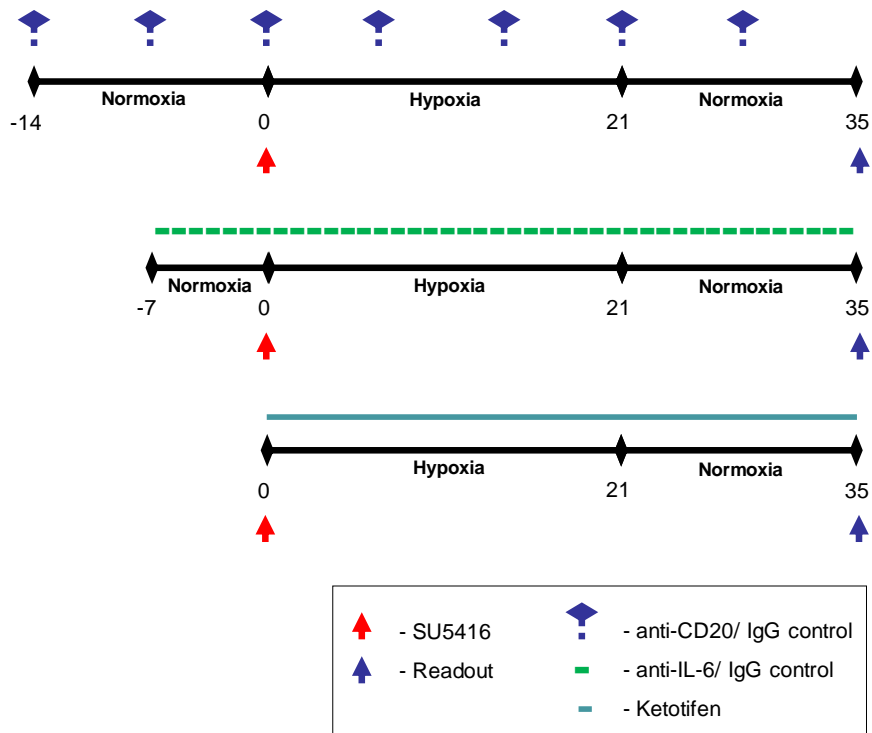 Normoxia
Hypoxia
Normoxia
-14
0
21
35
Normoxia
Hypoxia
Normoxia
-7
0
21
35
Hypoxia
Normoxia
0
21
35
- SU5416
- anti-CD20/ IgG control
- Readout
- anti-IL-6/ IgG control
- Ketotifen